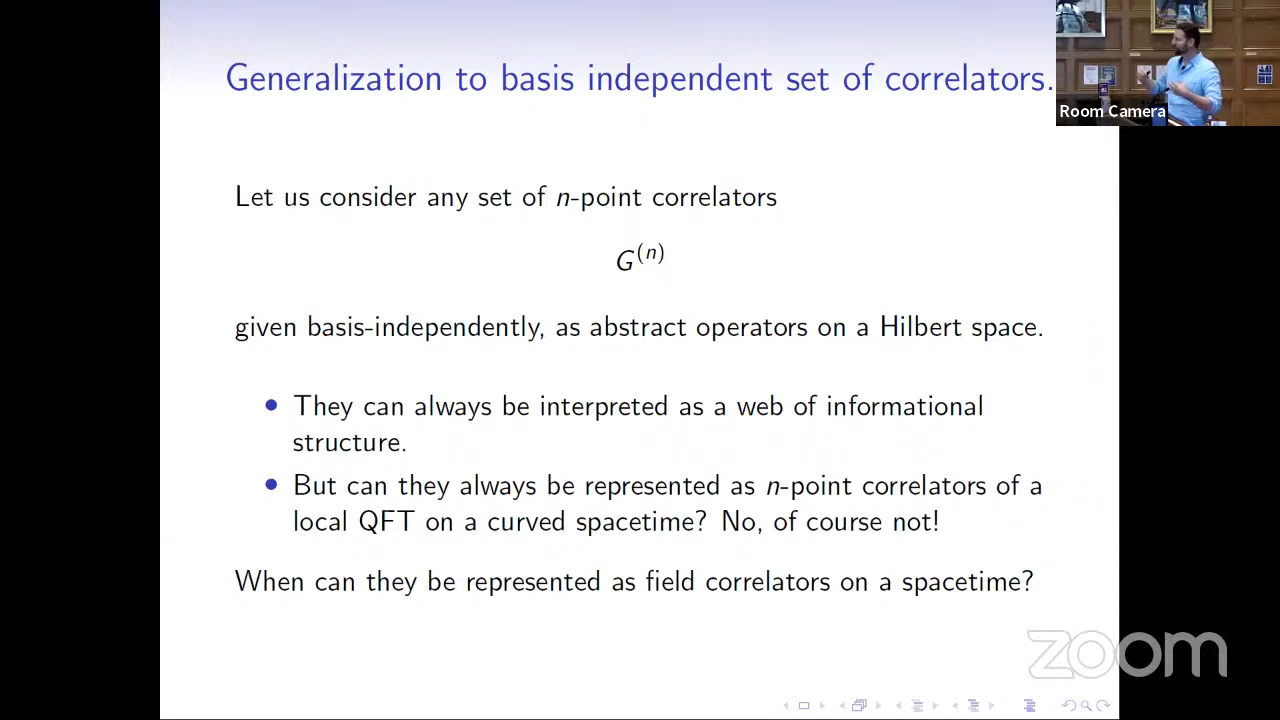 Generalization to basis independent set of correlators.
Room Camera
Let us consider any set of n-point correlators
G^(n)
given basis-independently, as abstract operators on a Hilbert space.
• They can always be interpreted as a web of informational
structure.
• But can they always be represented as n-point correlators of a
local QFT on a curved spacetime? No, of course not!
When can they be represented as field correlators on a spacetime?
zoom